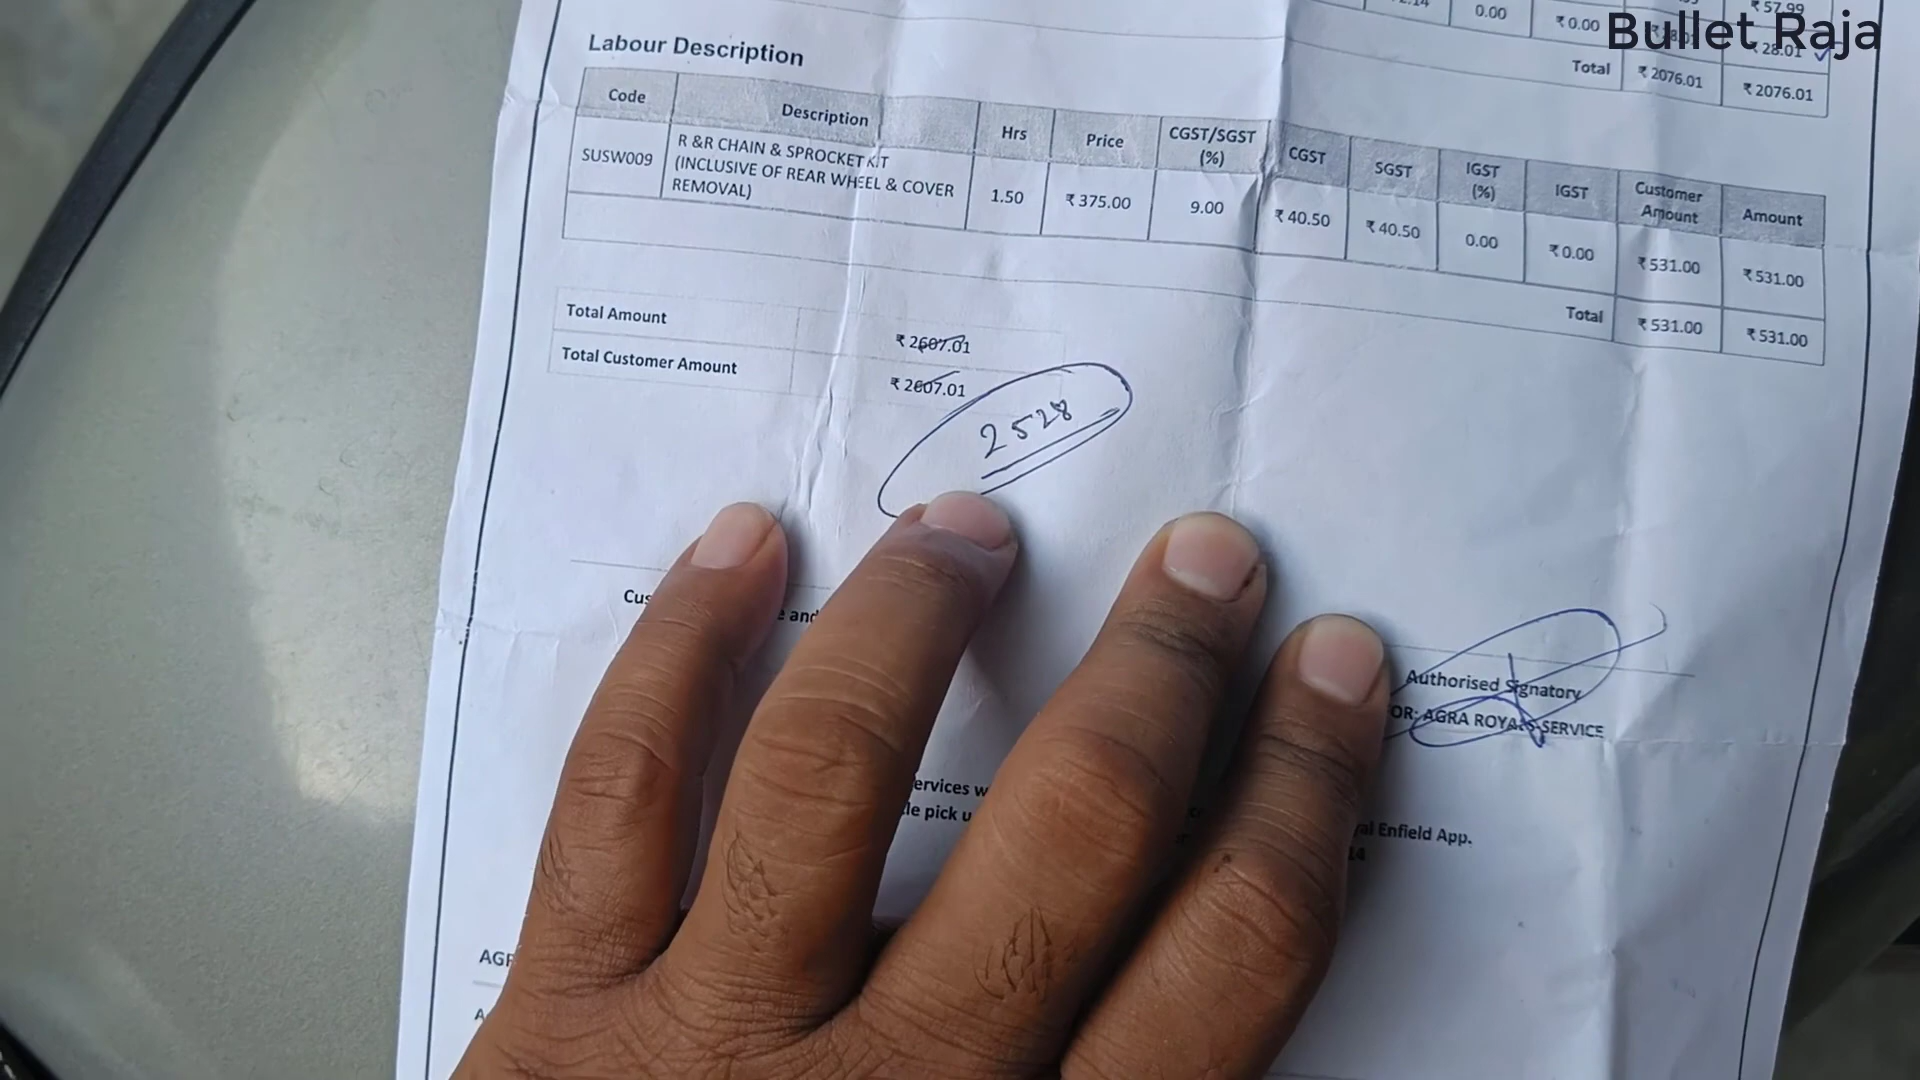 Bullet Raja
₹ 57.99
0.00 ₹ 0.00 ₹ 28.01
Total ₹ 2076.01 ₹ 2076.01
Labour Description
Code Description Hrs Price CGST/SGST (%) CGST SGST IGST (%) IGST Customer Amount Amount
SUSW009 R &R CHAIN & SPROCKET KIT
(INCLUSIVE OF REAR WHEEL & COVER
REMOVAL)
1.50 ₹ 375.00 9.00 ₹ 40.50 ₹ 40.50 0.00 ₹ 0.00 ₹ 531.00 ₹ 531.00
Total ₹ 531.00 ₹ 531.00
Total Amount ₹ 2607.01
Total Customer Amount ₹ 2607.01
2528
Authorised Signatory
AGRA ROYALS SERVICE
pick
Enfield App.